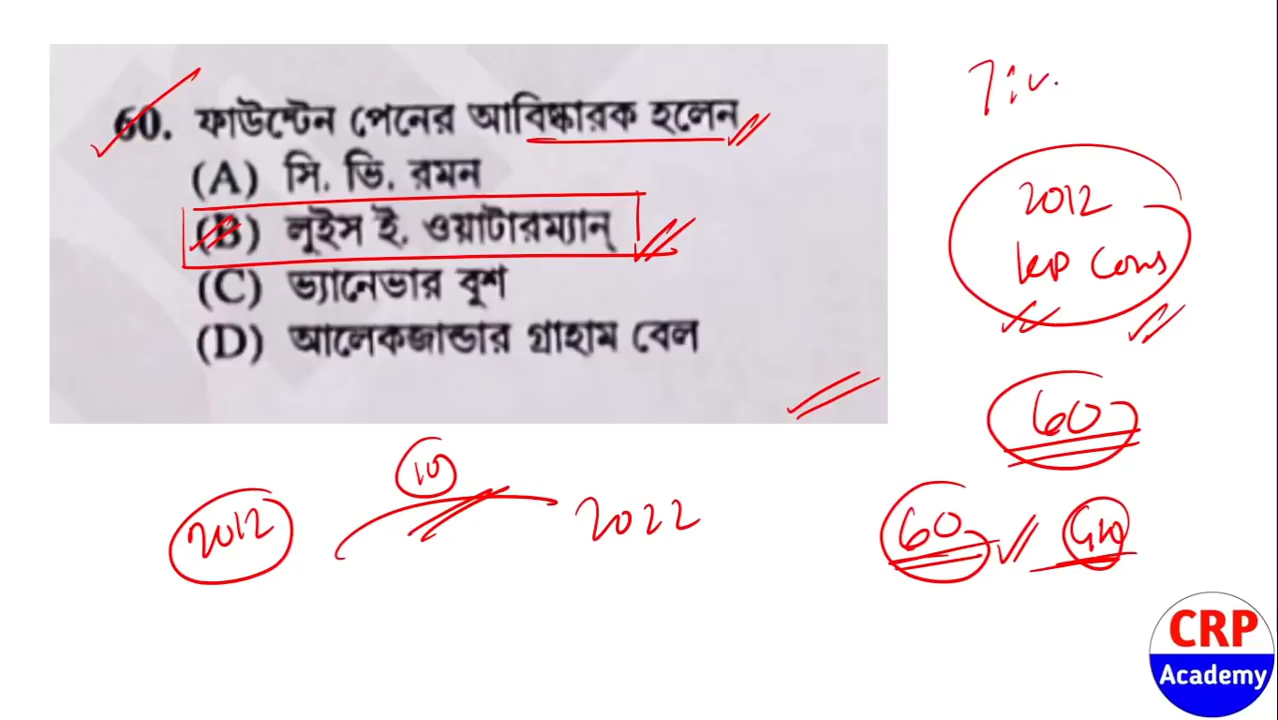 60. ফাউন্টেন পেনের আবিষ্কারক হলেন
(A) সি. ভি. রমন
(B) লুইস ই. ওয়াটারম্যান্
(C) ভ্যানেভার বুশ
(D) আলেকজান্ডার গ্রাহাম বেল
2012
kp Cons
60
2012
10
2022
60
CRP
Academy